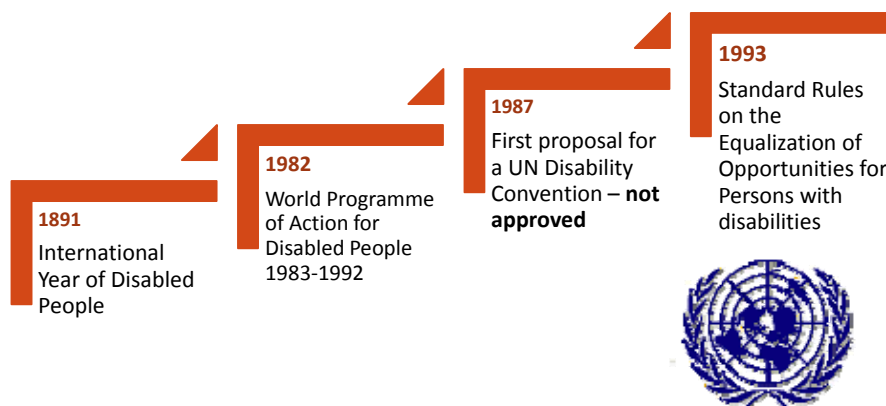 1891
International
Year of Disabled
People
1982
World Programme
of Action for
Disabled People
1983-1992
1987
First proposal for
a UN Disability
Convention – not
approved
1993
Standard Rules
on the
Equalization of
Opportunities for
Persons with
disabilities